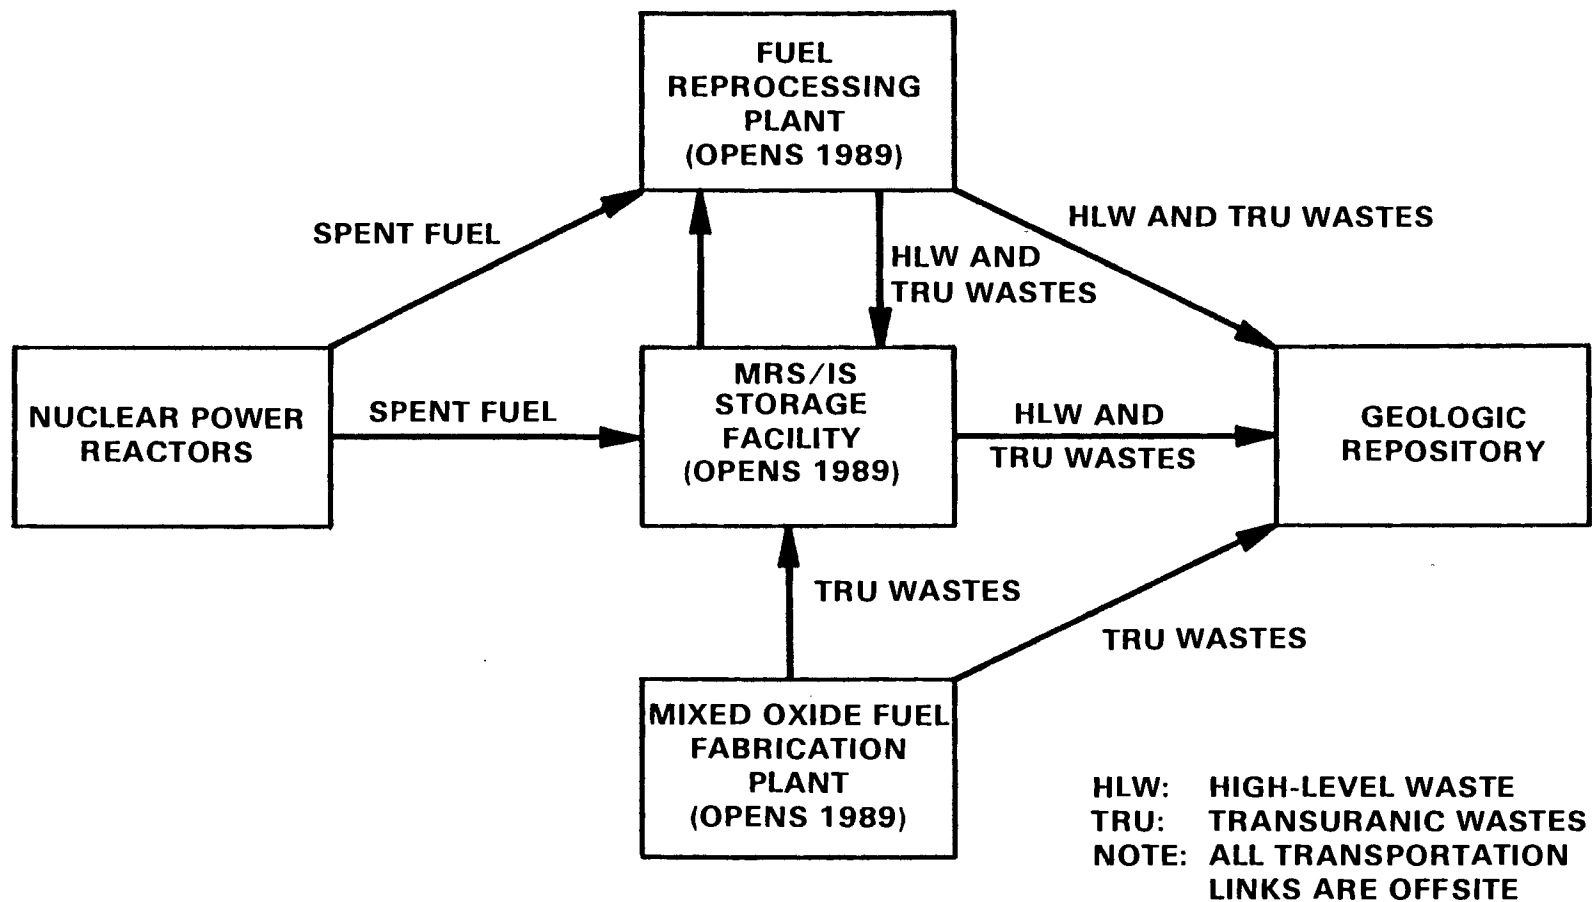 FUEL
REPROCESSING
PLANT
(OPENS 1989)
SPENT FUEL
HLW AND TRU WASTES
HLW AND
TRU WASTES
NUCLEAR POWER
REACTORS
SPENT FUEL
MRS/IS
STORAGE
FACILITY
(OPENS 1989)
HLW AND
TRU WASTES
GEOLOGIC
REPOSITORY
TRU WASTES
TRU WASTES
MIXED OXIDE FUEL
FABRICATION
PLANT
(OPENS 1989)
HLW: HIGH-LEVEL WASTE
TRU: TRANSURANIC WASTES
NOTE: ALL TRANSPORTATION
LINKS ARE OFFSITE